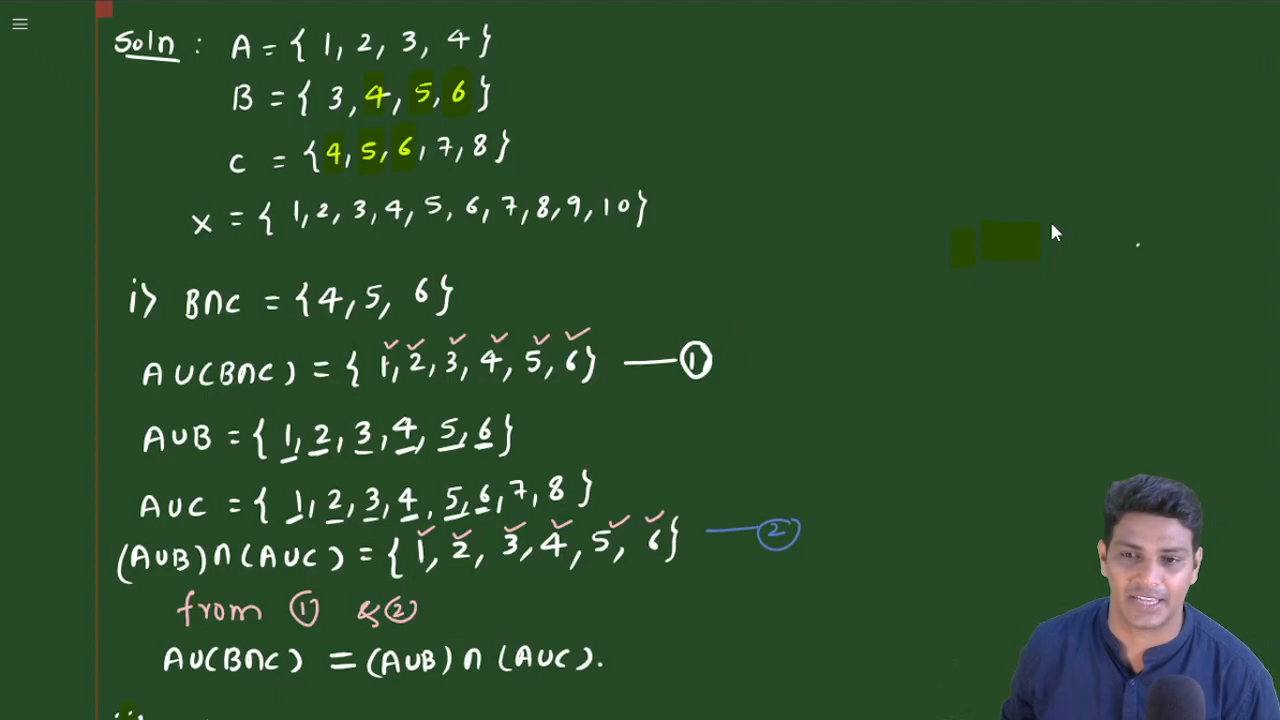 Soln : A = { 1, 2, 3, 4 }
B = { 3, 4, 5, 6 }
C = { 4, 5, 6, 7, 8 }
X = { 1, 2, 3, 4, 5, 6, 7, 8, 9, 10 }
i) B∩C = { 4, 5, 6 }
A∪(B∩C) = { 1, 2, 3, 4, 5, 6 } — ①
A∪B = { 1, 2, 3, 4, 5, 6 }
A∪C = { 1, 2, 3, 4, 5, 6, 7, 8 }
(A∪B)∩(A∪C) = { 1, 2, 3, 4, 5, 6 } — ②
from ① & ②
A∪(B∩C) = (A∪B)∩(A∪C).